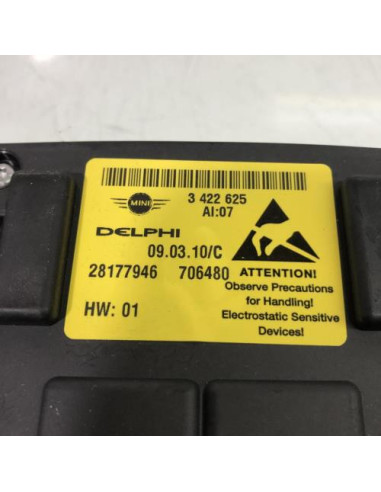 MINI
3 422 625
AI:07
DELPHI
09.03.10/C
28177946 706480
HW: 01
ATTENTION!
Observe Precautions
for Handling!
Electrostatic Sensitive
Devices!